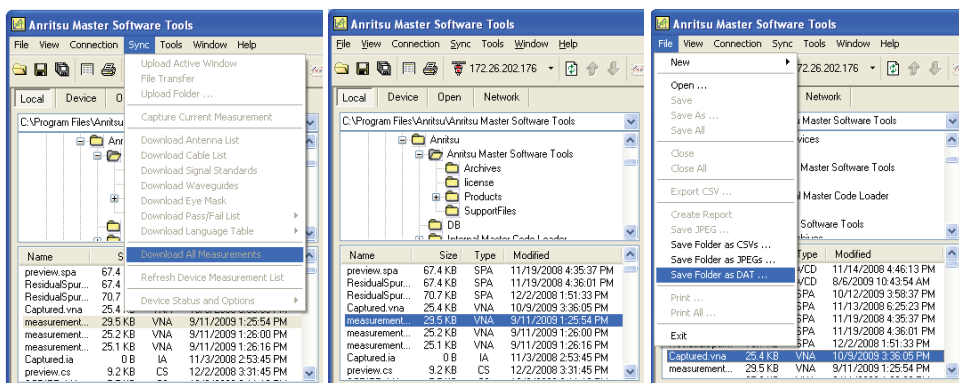 Anritsu Master Software Tools
File View Connection Sync Tools Window Help
Local Device O
C:\Program Files\Anritsu
Anr
Upload Active Window
File Transfer
Upload Folder ...
Capture Current Measurement
Download Antenna List
Download Cable List
Download Signal Standards
Download Waveguides
Download Eye Mask
Download Pass/Fail List
Download Language Table
Download All Measurements
Refresh Device Measurement List
Device Status and Options
Name S
preview.spa 67.4
ResidualSpur... 67.4
ResidualSpur... 70.7
Captured.vna 25.4
measurement... 29.5 KB VNA 9/11/2009 1:25:54 PM
measurement... 25.2 KB VNA 9/11/2009 1:26:00 PM
measurement... 25.1 KB VNA 9/11/2009 1:26:16 PM
Captured.ia 0 B IA 11/3/2008 2:53:45 PM
preview.cs 9.2 KB CS 12/2/2008 3:31:45 PM
Anritsu Master Software Tools
File View Connection Sync Tools Window Help
172.26.202.176
Local Device Open Network
C:\Program Files\Anritsu\Anritsu Master Software Tools
Anritsu
Anritsu Master Software Tools
Archives
license
Products
SupportFiles
DB
Internal Master Code Loader
Name Size Type Modified
preview.spa 67.4 KB SPA 11/19/2008 4:35:37 PM
ResidualSpur... 67.4 KB SPA 11/19/2008 4:36:01 PM
ResidualSpur... 70.7 KB SPA 12/2/2008 1:51:33 PM
Captured.vna 25.4 KB VNA 10/9/2009 3:36:05 PM
measurement... 29.5 KB VNA 9/11/2009 1:25:54 PM
measurement... 25.2 KB VNA 9/11/2009 1:26:00 PM
measurement... 25.1 KB VNA 9/11/2009 1:26:16 PM
Captured.ia 0 B IA 11/3/2008 2:53:45 PM
preview.cs 9.2 KB CS 12/2/2008 3:31:45 PM
Anritsu Master Software Tools
File View Connection Sync Tools Window Help
72.26.202.176
Network
u Master Software Tools
vices
Master Software Tools
l Master Code Loader
Software Tools
New
Open ...
Save
Save As ...
Save All
Close
Close All
Export CSV ...
Create Report
Save JPEG ...
Save Folder as CSVs ...
Save Folder as JPEGs ...
Save Folder as DAT ...
Print ...
Print All ...
Exit
Type Modified
VCD 11/14/2008 4:46:13 PM
VCD 8/6/2009 10:43:54 AM
SPA 10/12/2009 3:58:37 PM
SPA 11/13/2008 6:25:23 PM
SPA 11/19/2008 4:35:37 PM
SPA 11/19/2008 4:36:01 PM
SPA 12/2/2008 1:51:33 PM
Captured.vna 25.4 KB VNA 10/9/2009 3:36:05 PM
measurement... 29.5 KB VNA 9/11/2009 1:25:54 PM